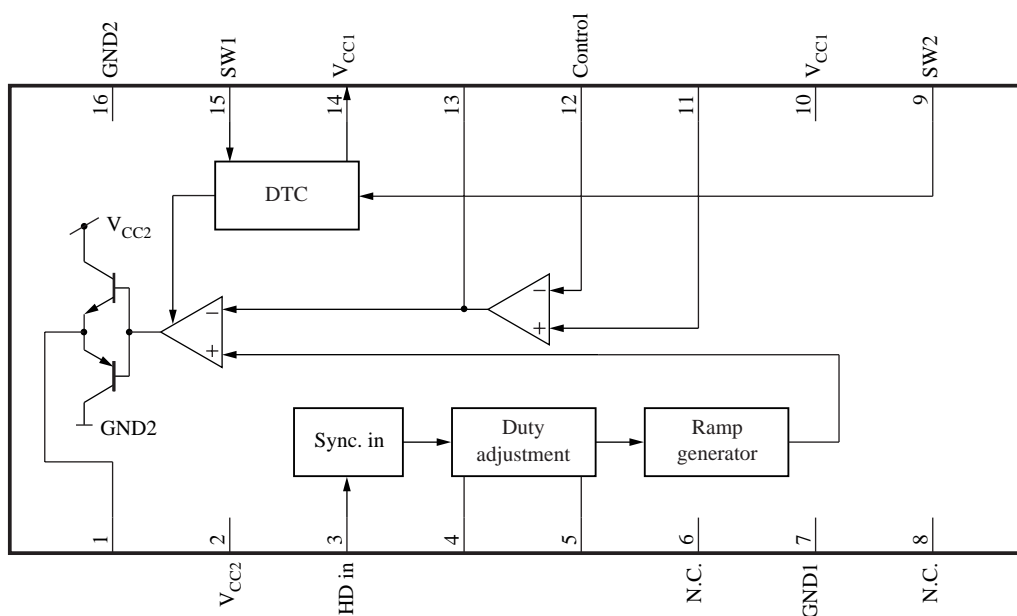 GND2
SW1
VCC1
Control
VCC1
SW2
16
15
14
13
12
11
10
9
DTC
VCC2
−
+
−
+
GND2
Sync. in
Duty
adjustment
Ramp
generator
1
2
3
4
5
6
7
8
VCC2
HD in
N.C.
GND1
N.C.